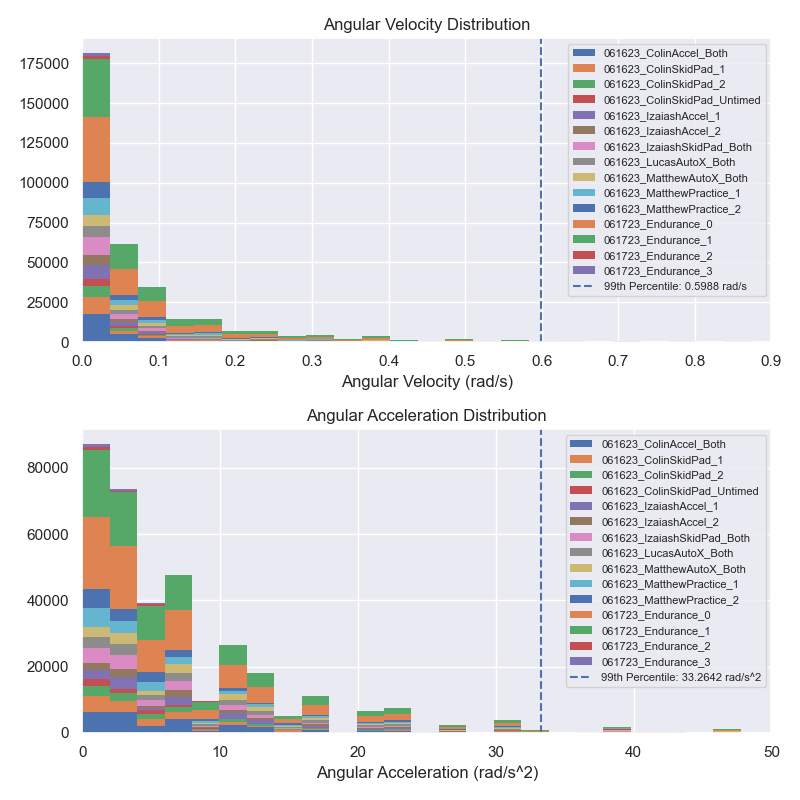 Angular Velocity Distribution
175000
150000
125000
100000
75000
50000
25000
0
0.0 0.1 0.2 0.3 0.4 0.5 0.6 0.7 0.8 0.9
Angular Velocity (rad/s)
061623_ColinAccel_Both
061623_ColinSkidPad_1
061623_ColinSkidPad_2
061623_ColinSkidPad_Untimed
061623_IzaiashAccel_1
061623_IzaiashAccel_2
061623_IzaiashSkidPad_Both
061623_LucasAutoX_Both
061623_MatthewAutoX_Both
061623_MatthewPractice_1
061623_MatthewPractice_2
061723_Endurance_0
061723_Endurance_1
061723_Endurance_2
061723_Endurance_3
99th Percentile: 0.5988 rad/s
Angular Acceleration Distribution
80000
60000
40000
20000
0
0 10 20 30 40 50
Angular Acceleration (rad/s^2)
061623_ColinAccel_Both
061623_ColinSkidPad_1
061623_ColinSkidPad_2
061623_ColinSkidPad_Untimed
061623_IzaiashAccel_1
061623_IzaiashAccel_2
061623_IzaiashSkidPad_Both
061623_LucasAutoX_Both
061623_MatthewAutoX_Both
061623_MatthewPractice_1
061623_MatthewPractice_2
061723_Endurance_0
061723_Endurance_1
061723_Endurance_2
061723_Endurance_3
99th Percentile: 33.2642 rad/s^2